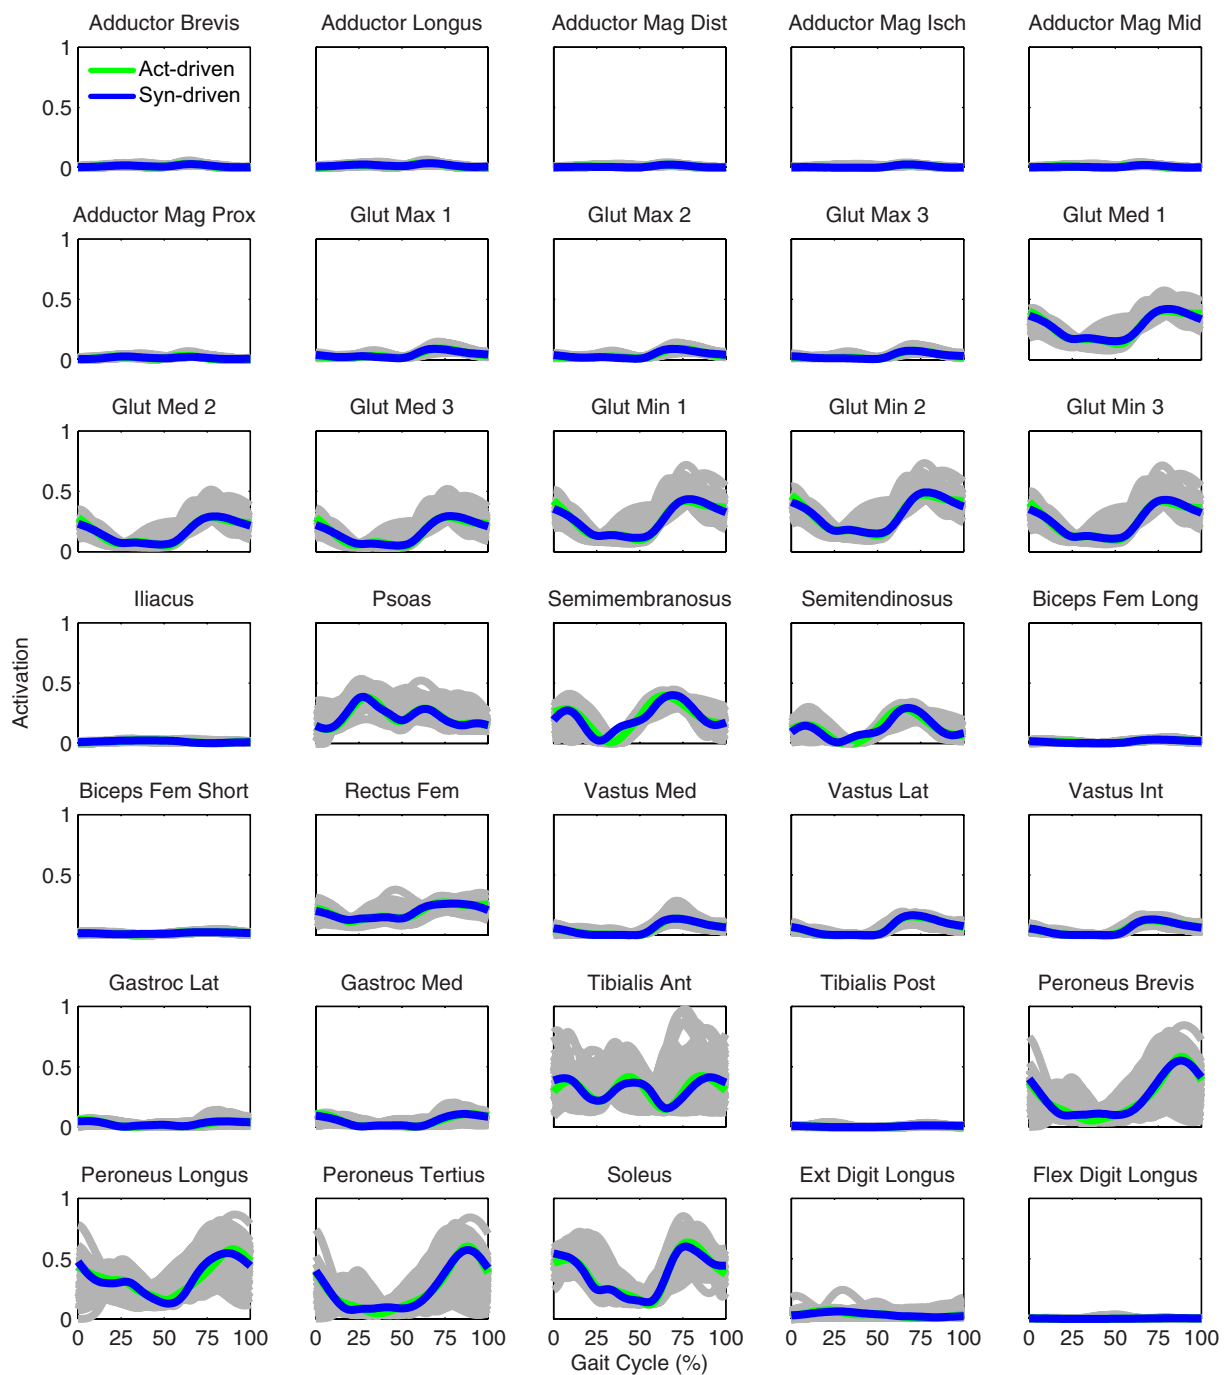 Adductor Brevis Adductor Longus Adductor Mag Dist Adductor Mag Isch Adductor Mag Mid
1
Act-driven
Syn-driven
0.5
0
Adductor Mag Prox Glut Max 1 Glut Max 2 Glut Max 3 Glut Med 1
1
0.5
0
Glut Med 2 Glut Med 3 Glut Min 1 Glut Min 2 Glut Min 3
1
0.5
0
Iliacus Psoas Semimembranosus Semitendinosus Biceps Fem Long
1
0.5
0
Activation
Biceps Fem Short Rectus Fem Vastus Med Vastus Lat Vastus Int
1
0.5
Gastroc Lat Gastroc Med Tibialis Ant Tibialis Post Peroneus Brevis
1
0.5
0
Peroneus Longus Peroneus Tertius Soleus Ext Digit Longus Flex Digit Longus
1
0.5
0
0 25 50 75 100 0 25 50 75 100 0 25 50 75 100 0 25 50 75 100 0 25 50 75 100
Gait Cycle (%)